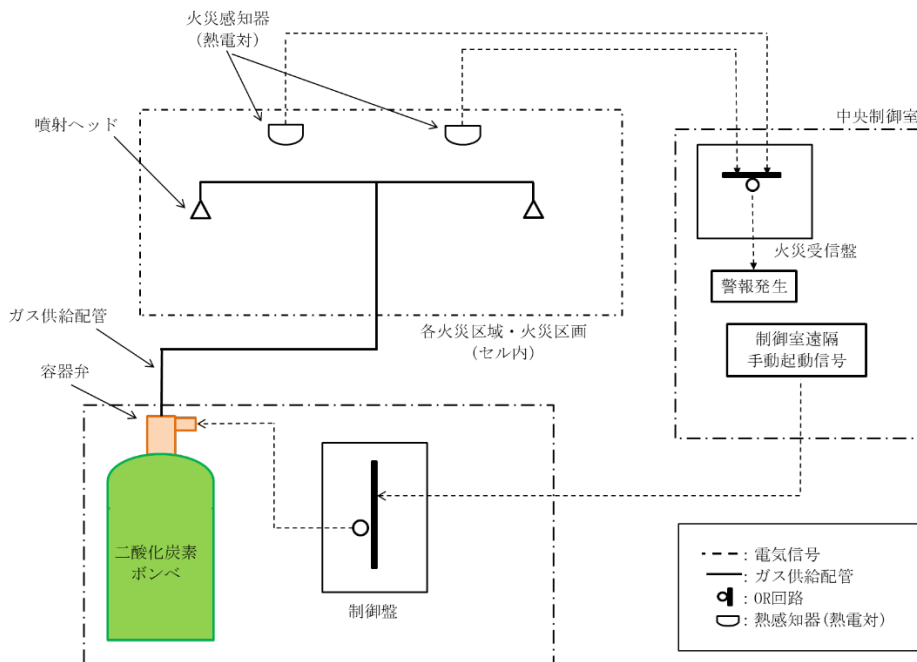 火災感知器
(熱電対)
噴射ヘッド
中央制御室
火災受信盤
警報発生
ガス供給配管
各火災区域・火災区画
(セル内)
制御室遠隔
手動起動信号
容器弁
二酸化炭素
ボンベ
制御盤
：電気信号
：ガス供給配管
：OR回路
：熱感知器(熱電対)